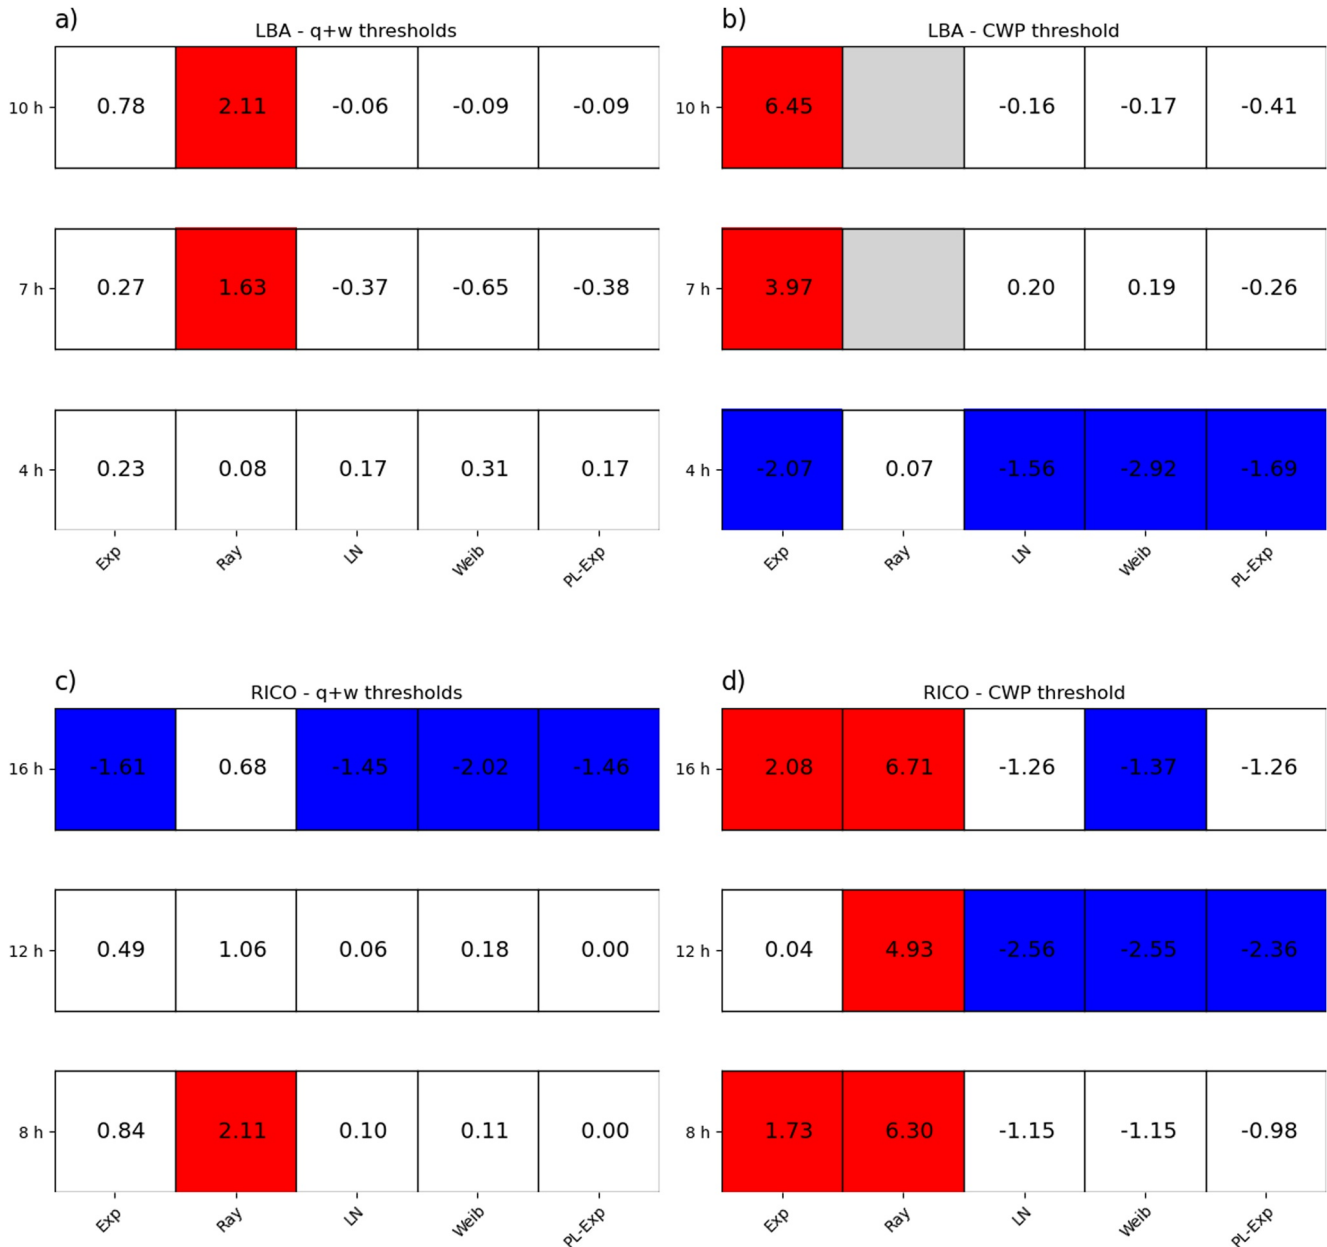 a)
LBA - q+w thresholds
10 h 0.78 2.11 -0.06 -0.09 -0.09
7 h 0.27 1.63 -0.37 -0.65 -0.38
4 h 0.23 0.08 0.17 0.31 0.17
Exp Ray LN Weib PL-Exp
b)
LBA - CWP threshold
10 h 6.45 -0.16 -0.17 -0.41
7 h 3.97 0.20 0.19 -0.26
4 h -2.07 0.07 -1.56 -2.92 -1.69
Exp Ray LN Weib PL-Exp
c)
RICO - q+w thresholds
16 h -1.61 0.68 -1.45 -2.02 -1.46
12 h 0.49 1.06 0.06 0.18 0.00
8 h 0.84 2.11 0.10 0.11 0.00
Exp Ray LN Weib PL-Exp
d)
RICO - CWP threshold
16 h 2.08 6.71 -1.26 -1.37 -1.26
12 h 0.04 4.93 -2.56 -2.55 -2.36
8 h 1.73 6.30 -1.15 -1.15 -0.98
Exp Ray LN Weib PL-Exp